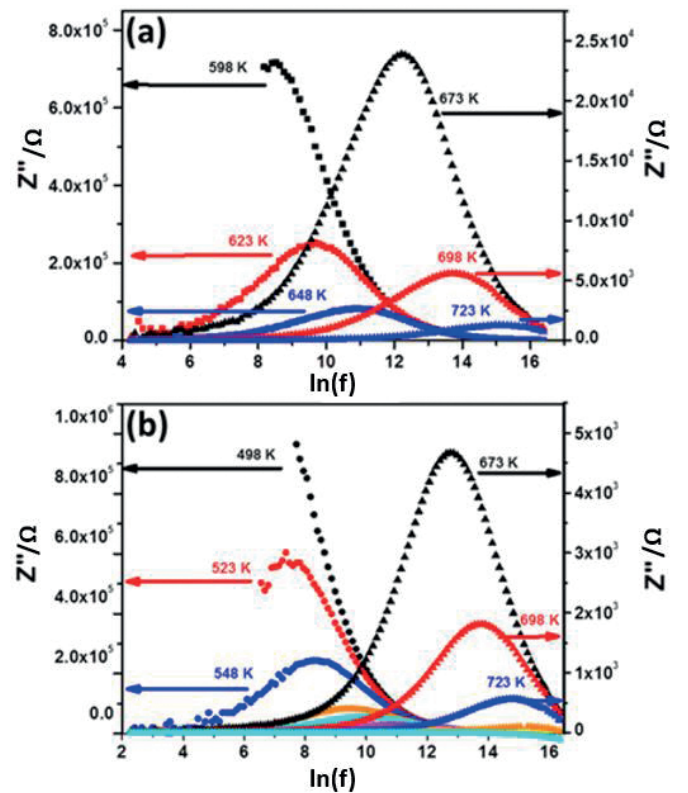 (a)
8.0x10⁵
6.0x10⁵
4.0x10⁵
2.0x10⁵
0.0
Z"/Ω
598 K
623 K
648 K
673 K
698 K
723 K
2.5x10⁴
2.0x10⁴
1.5x10⁴
1.0x10⁴
5.0x10³
0.0
Z"/Ω
4 6 8 10 12 14 16
ln(f)
(b)
1.0x10⁶
8.0x10⁵
6.0x10⁵
4.0x10⁵
2.0x10⁵
0.0
Z"/Ω
498 K
523 K
548 K
673 K
698 K
723 K
5x10³
4x10³
3x10³
2x10³
1x10³
0
Z"/Ω
2 4 6 8 10 12 14 16
ln(f)